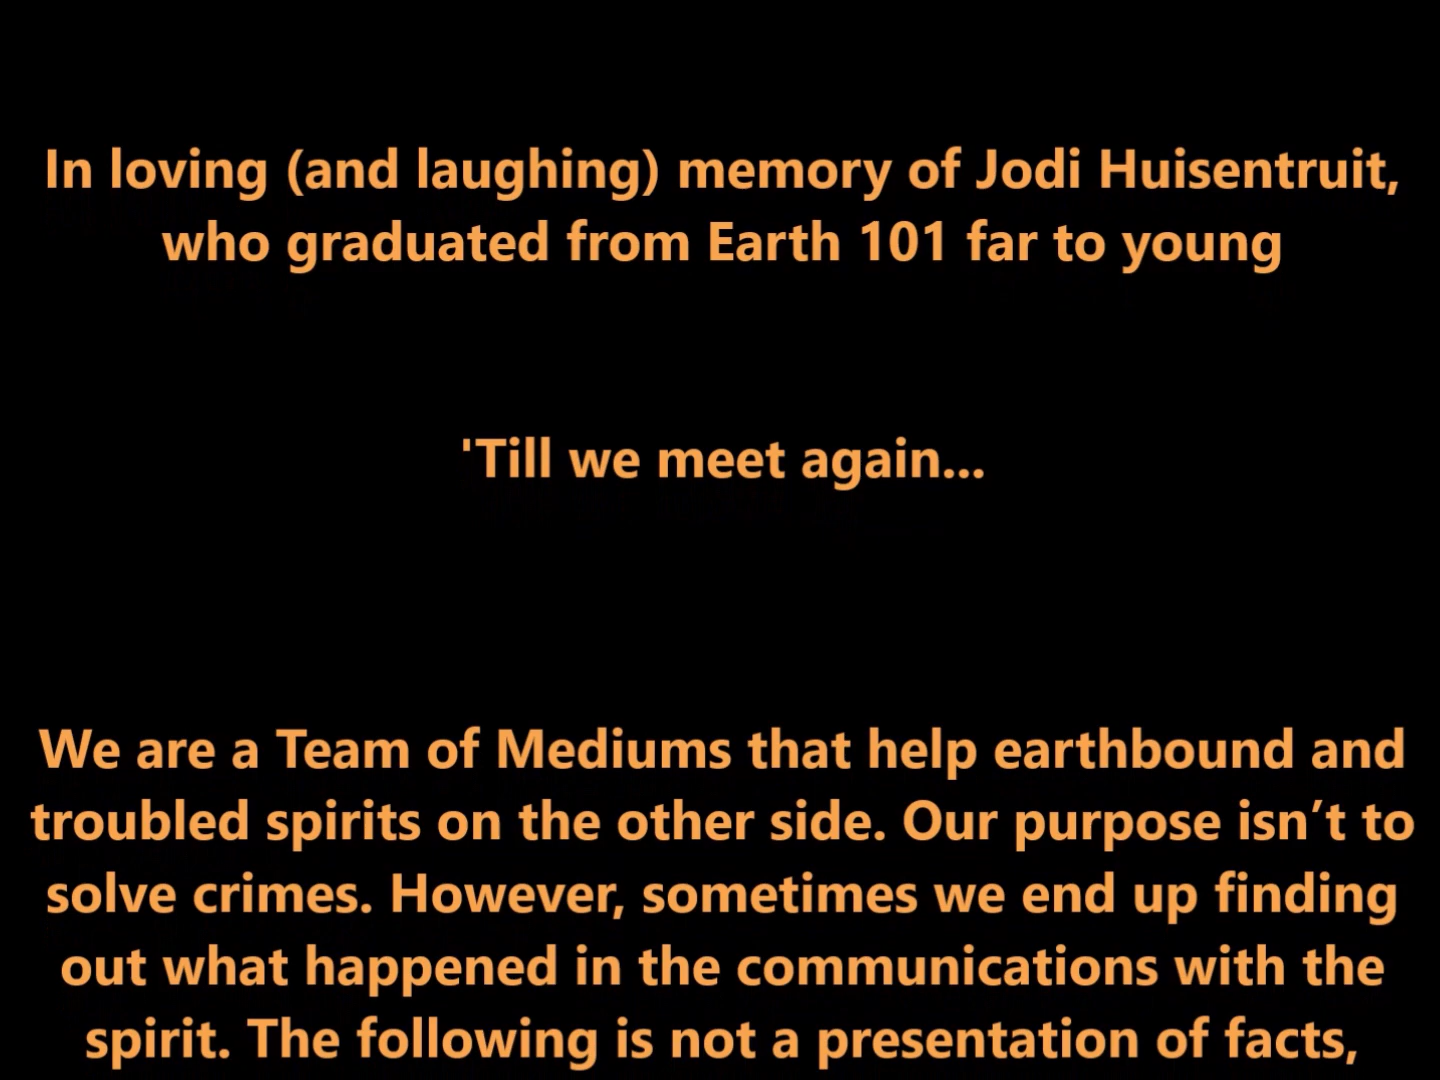 In loving (and laughing) memory of Jodi Huisentruit,
who graduated from Earth 101 far to young
'Till we meet again...
We are a Team of Mediums that help earthbound and
troubled spirits on the other side. Our purpose isn’t to
solve crimes. However, sometimes we end up finding
out what happened in the communications with the
spirit. The following is not a presentation of facts,